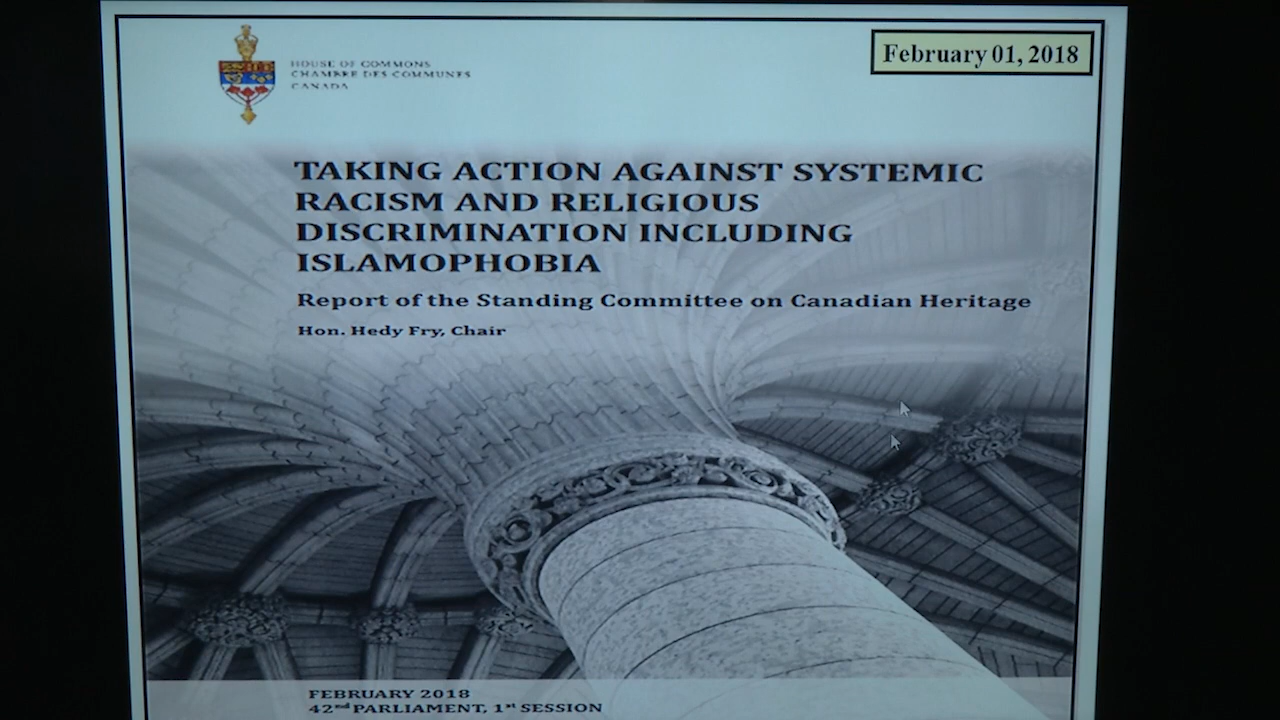 HOUSE OF COMMONS
CHAMBRE DES COMMUNES
CANADA
February 01, 2018
TAKING ACTION AGAINST SYSTEMIC
RACISM AND RELIGIOUS
DISCRIMINATION INCLUDING
ISLAMOPHOBIA
Report of the Standing Committee on Canadian Heritage
Hon. Hedy Fry, Chair
FEBRUARY 2018
42nd PARLIAMENT, 1st SESSION